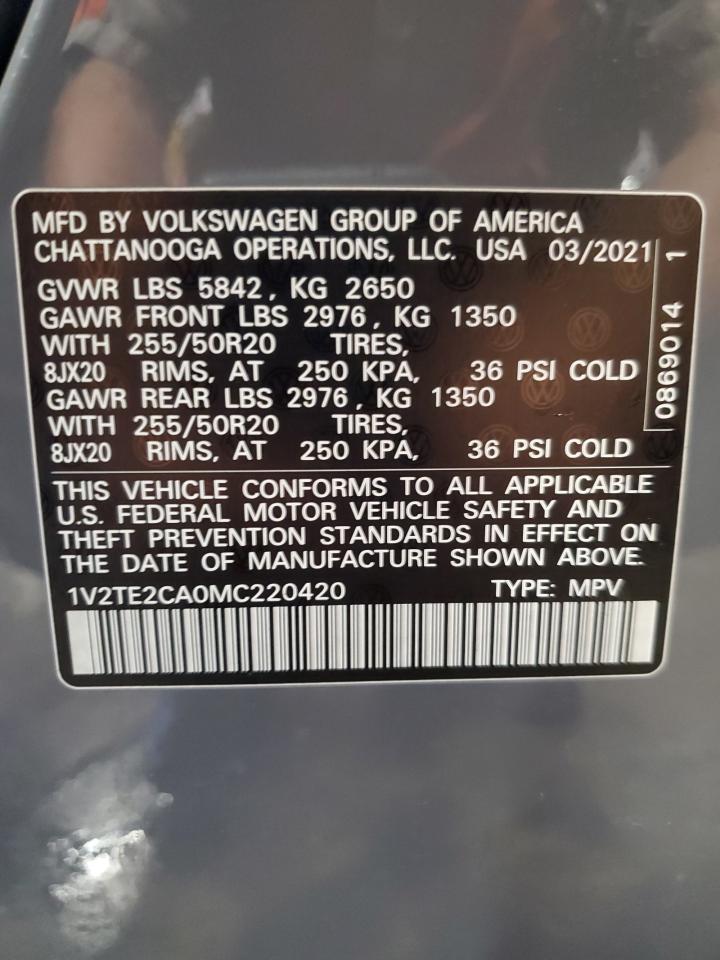 MFD BY VOLKSWAGEN GROUP OF AMERICA
CHATTANOOGA OPERATIONS, LLC. USA 03/2021
GVWR LBS 5842, KG 2650
GAWR FRONT LBS 2976, KG 1350
WITH 255/50R20 TIRES,
8JX20 RIMS, AT 250 KPA, 36 PSI COLD
GAWR REAR LBS 2976, KG 1350
WITH 255/50R20 TIRES,
8JX20 RIMS, AT 250 KPA, 36 PSI COLD
0869014 1
THIS VEHICLE CONFORMS TO ALL APPLICABLE
U.S. FEDERAL MOTOR VEHICLE SAFETY AND
THEFT PREVENTION STANDARDS IN EFFECT ON
THE DATE OF MANUFACTURE SHOWN ABOVE.
1V2TE2CA0MC220420 TYPE: MPV